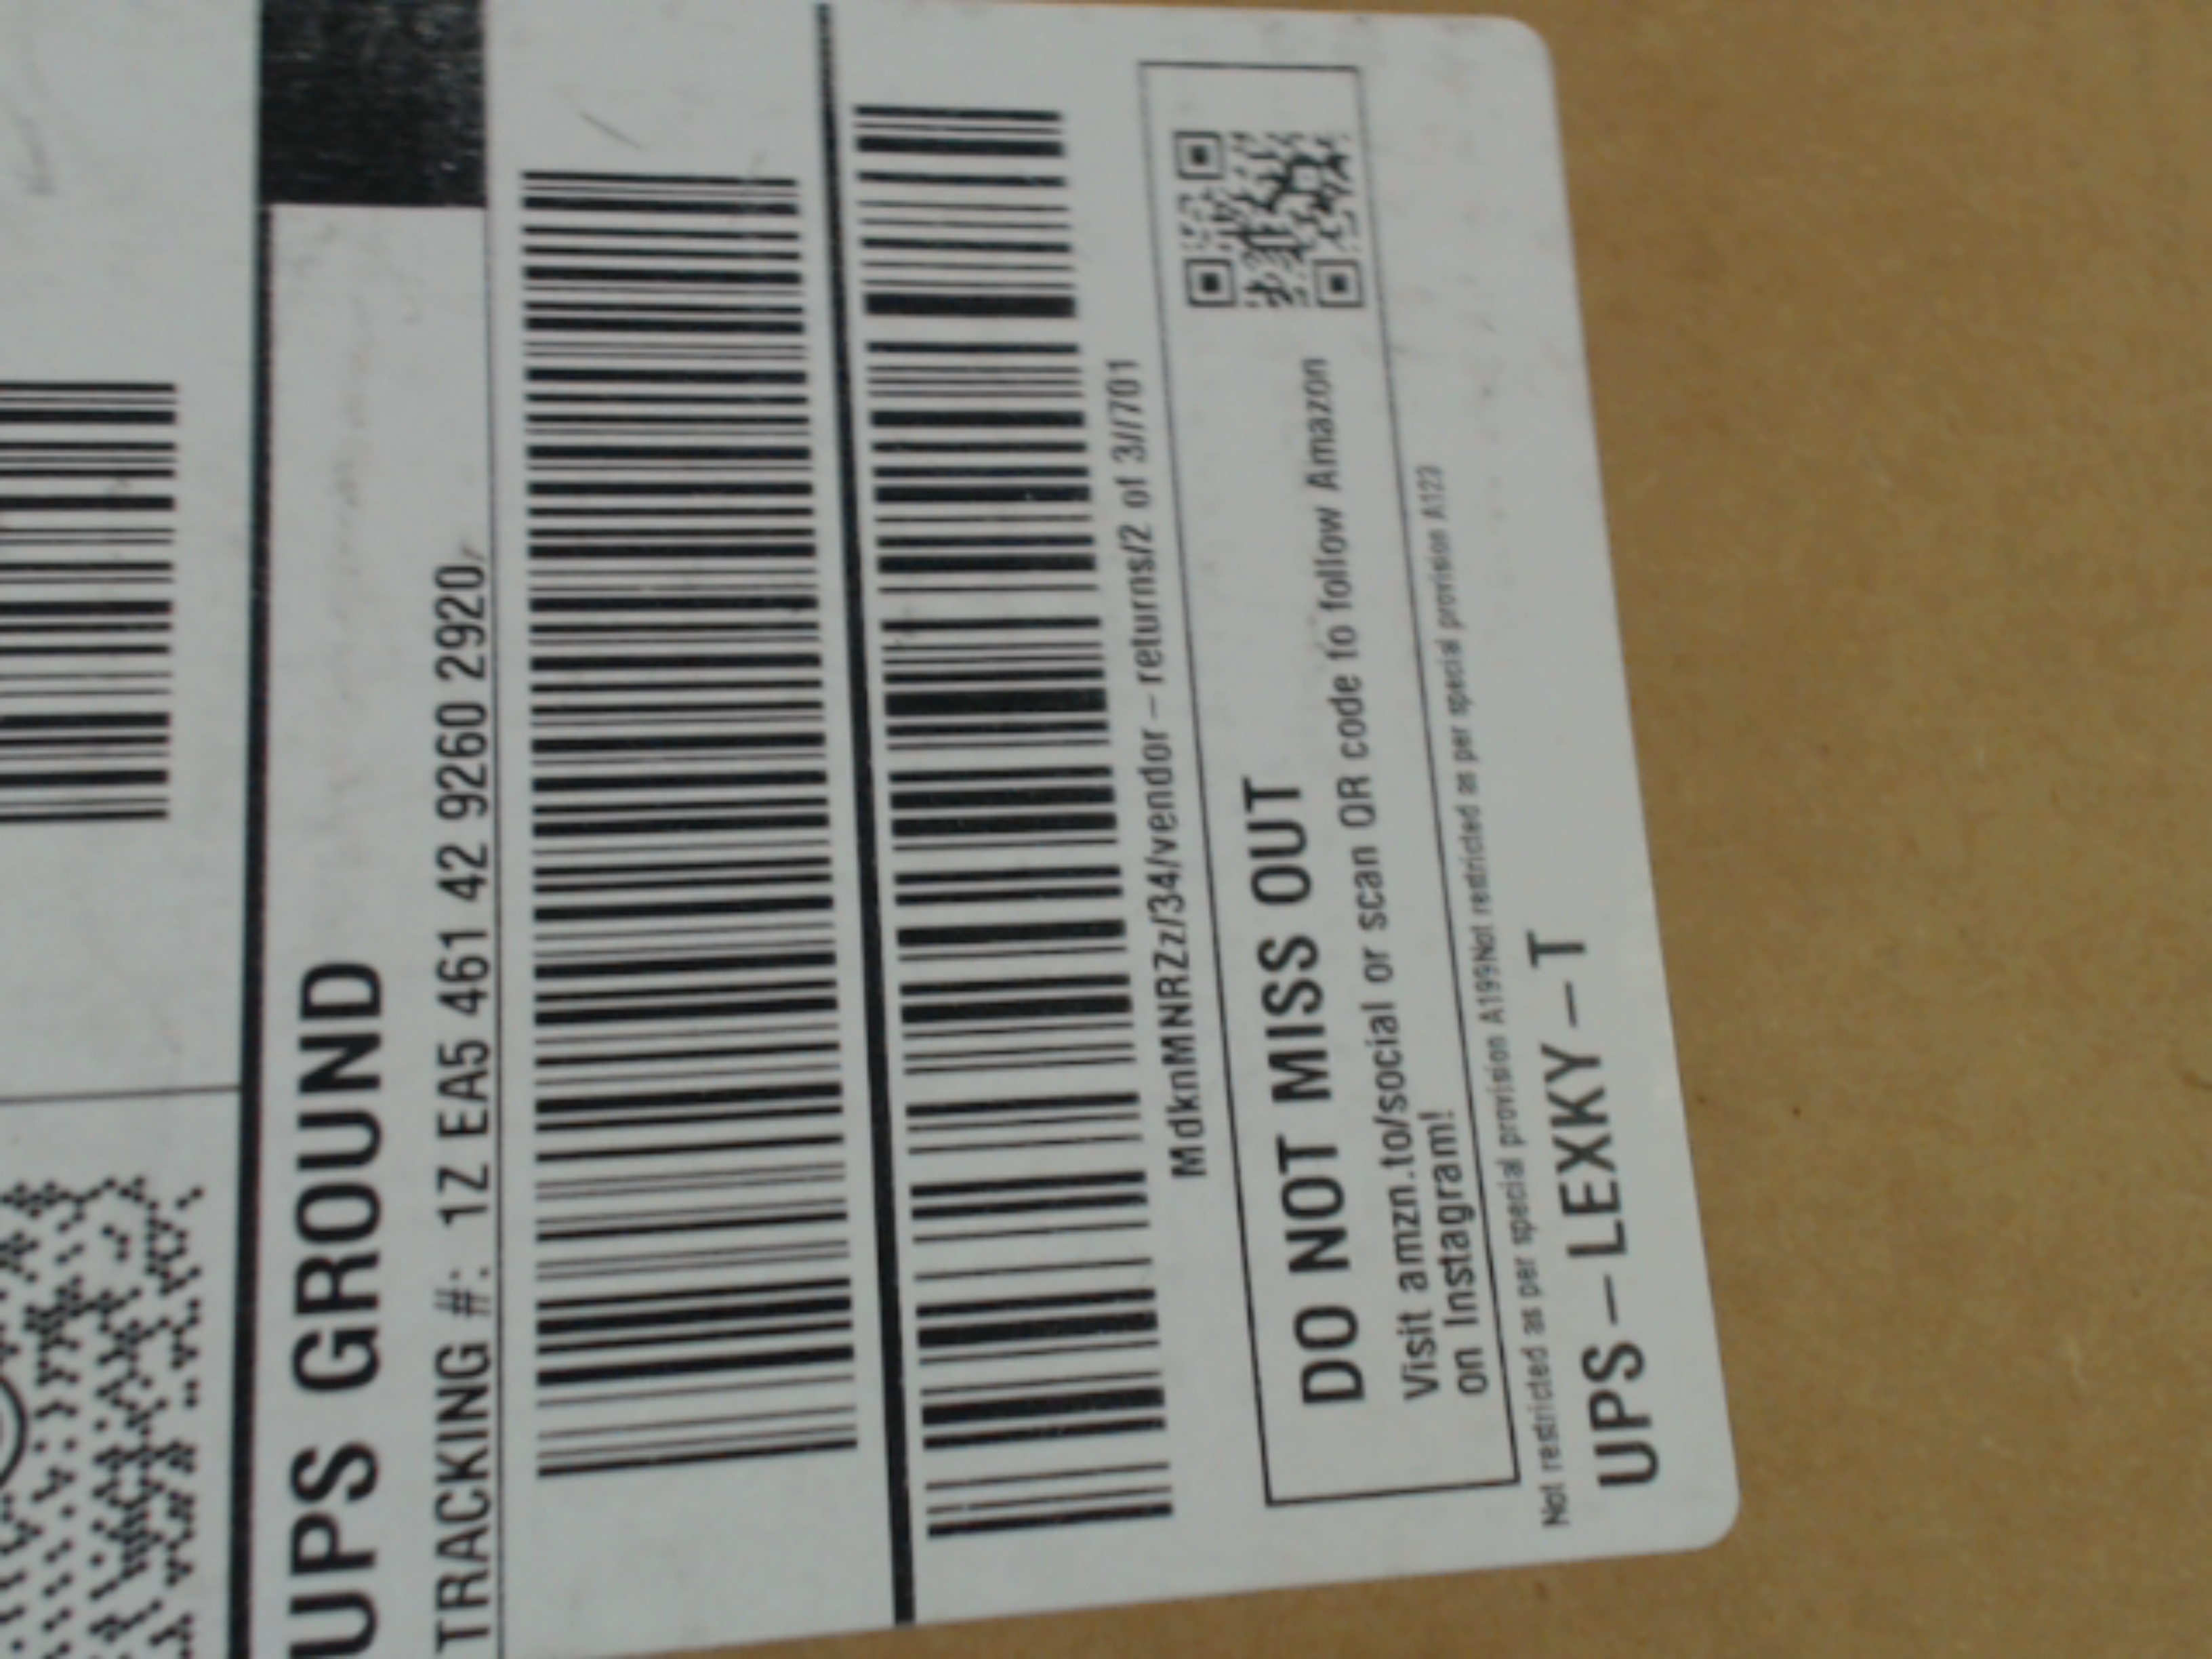 UPS GROUND
TRACKING #: 1Z EA5 461 42 9260 2920
MdknMNRZz/34/vendor – returns/2 of 3//701
DO NOT MISS OUT
Visit amzn.to/social or scan QR code to follow Amazon
on Instagram!
Not restricted as per special provision A199Not restricted as per special provision A123
UPS – LEXKY – T